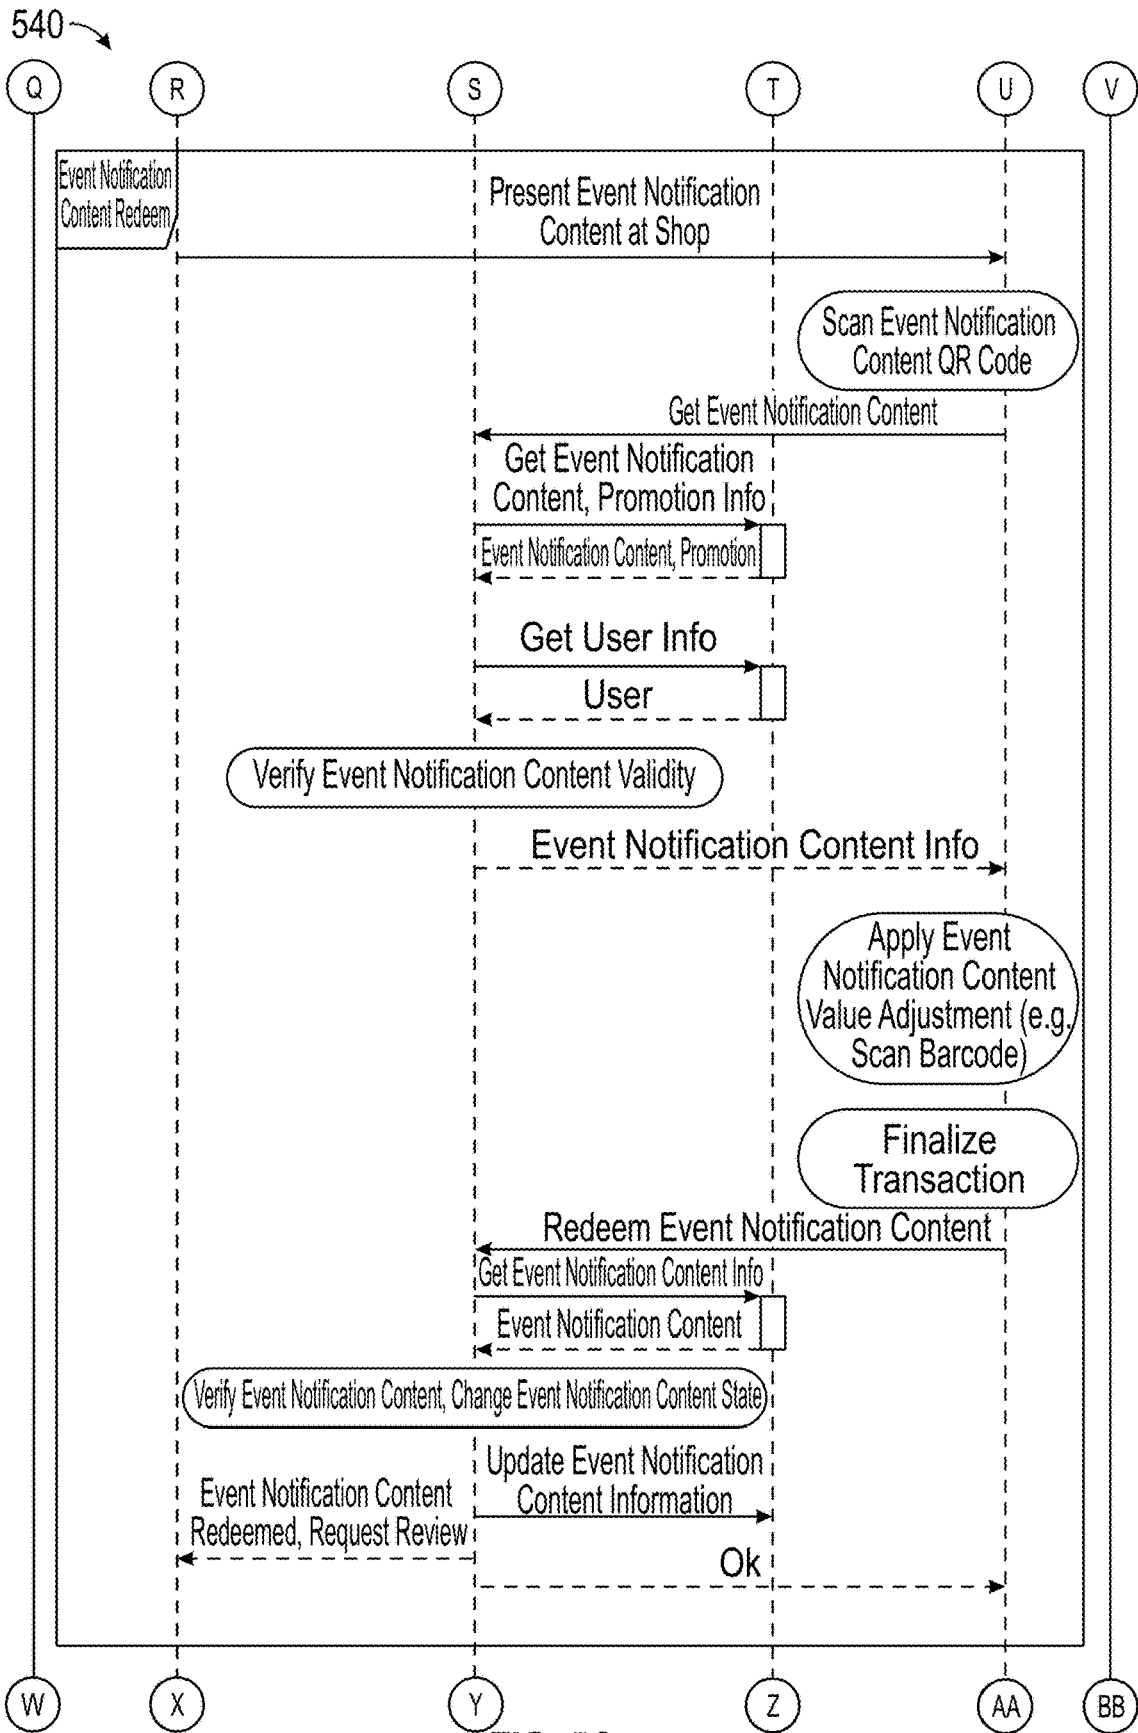 540
Q R S T U V
Event Notification
Content Redeem
Present Event Notification
Content at Shop
Scan Event Notification
Content QR Code
Get Event Notification Content
Get Event Notification
Content, Promotion Info
Event Notification Content, Promotion
Get User Info
User
Verify Event Notification Content Validity
Event Notification Content Info
Apply Event
Notification Content
Value Adjustment (e.g.
Scan Barcode)
Finalize
Transaction
Redeem Event Notification Content
Get Event Notification Content Info
Event Notification Content
Verify Event Notification Content, Change Event Notification Content State
Update Event Notification
Content Information
Event Notification Content
Redeemed, Request Review
Ok
W X Y Z AA BB